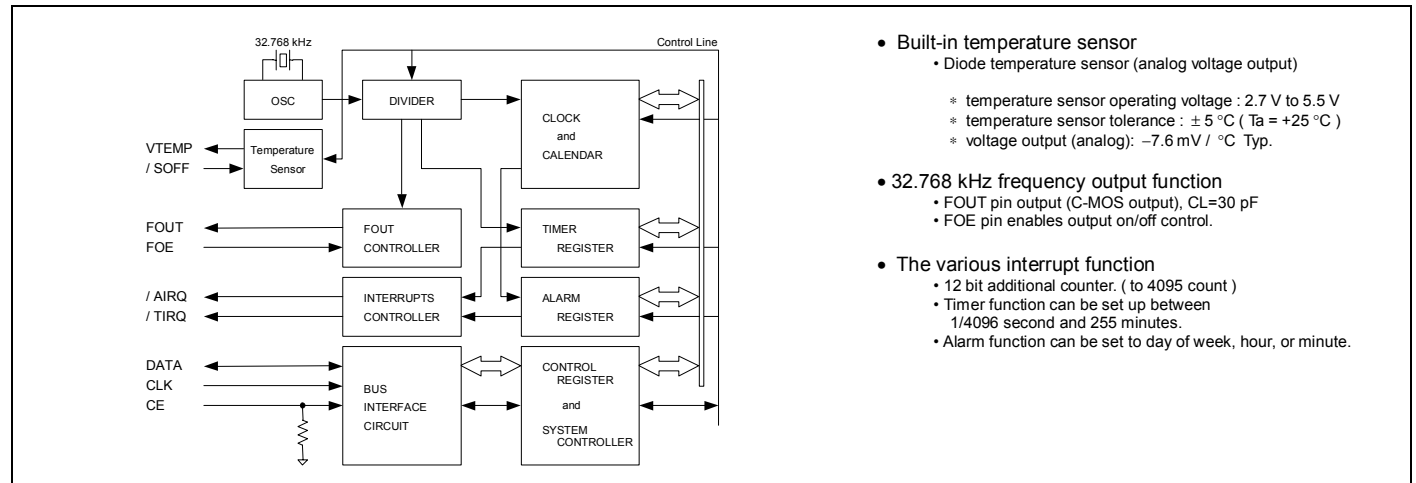 32.768 kHz
Control Line
OSC
DIVIDER
CLOCK
and
CALENDAR
VTEMP
/ SOFF
Temperature
Sensor
FOUT
FOE
FOUT
CONTROLLER
TIMER
REGISTER
/ AIRQ
/ TIRQ
INTERRUPTS
CONTROLLER
ALARM
REGISTER
DATA
CLK
CE
BUS
INTERFACE
CIRCUIT
CONTROL
REGISTER
and
SYSTEM
CONTROLLER
• Built-in temperature sensor
• Diode temperature sensor (analog voltage output)
∗ temperature sensor operating voltage : 2.7 V to 5.5 V
∗ temperature sensor tolerance : ± 5 °C ( Ta = +25 °C )
∗ voltage output (analog): −7.6 mV / °C Typ.
• 32.768 kHz frequency output function
• FOUT pin output (C-MOS output), CL=30 pF
• FOE pin enables output on/off control.
• The various interrupt function
• 12 bit additional counter. ( to 4095 count )
• Timer function can be set up between
1/4096 second and 255 minutes.
• Alarm function can be set to day of week, hour, or minute.